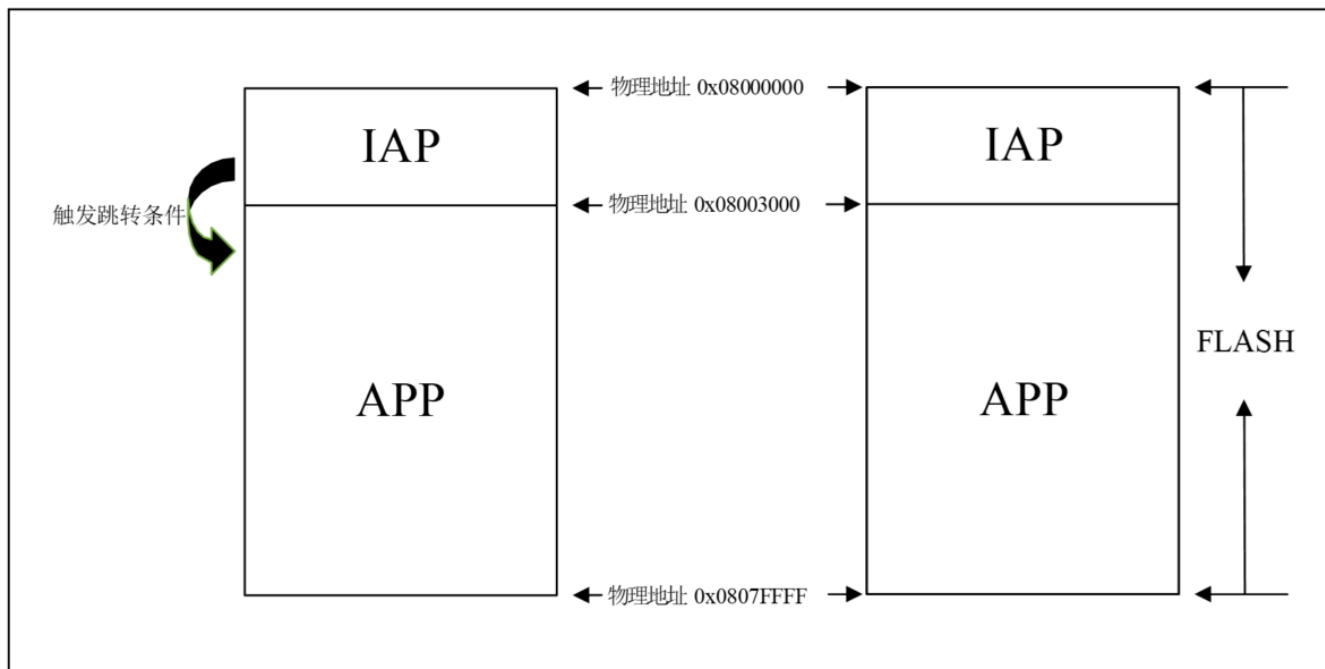 物理地址 0x08000000
IAP
IAP
物理地址 0x08003000
触发跳转条件
FLASH
APP
APP
物理地址 0x0807FFFF